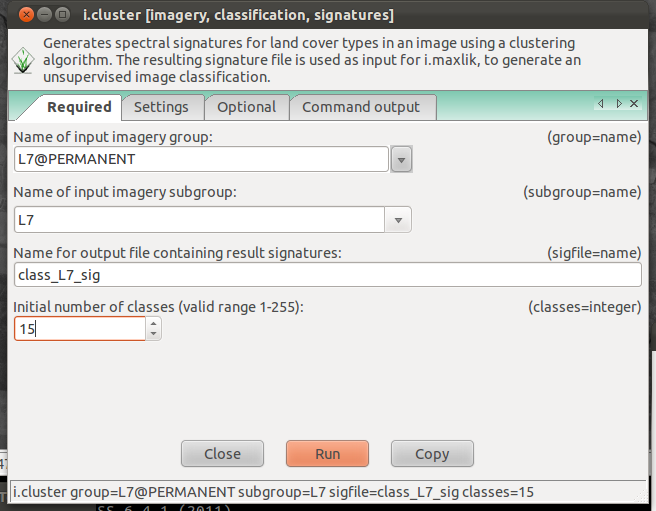 i.cluster [imagery, classification, signatures]
Generates spectral signatures for land cover types in an image using a clustering
algorithm. The resulting signature file is used as input for i.maxlik, to generate an
unsupervised image classification.
Required Settings Optional Command output
Name of input imagery group: (group=name)
L7@PERMANENT
Name of input imagery subgroup: (subgroup=name)
L7
Name for output file containing result signatures: (sigfile=name)
class_L7_sig
Initial number of classes (valid range 1-255): (classes=integer)
15
Close Run Copy
i.cluster group=L7@PERMANENT subgroup=L7 sigfile=class_L7_sig classes=15
SS 6.4.1 (2011)